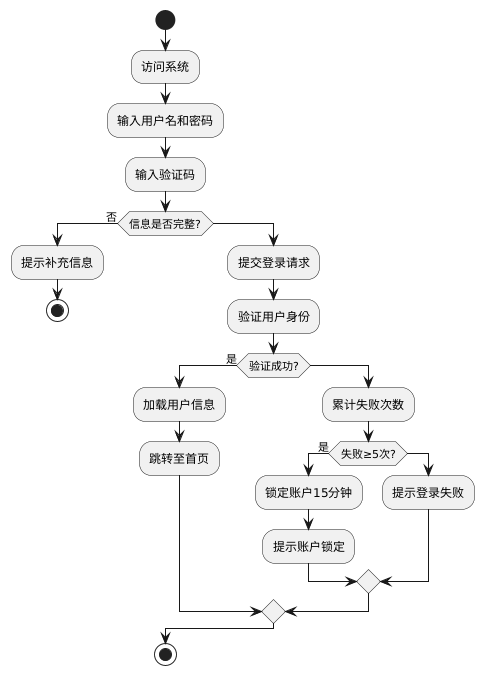 访问系统
输入用户名和密码
输入验证码
否
信息是否完整?
提示补充信息
提交登录请求
验证用户身份
是
验证成功?
加载用户信息
累计失败次数
跳转至首页
是
失败≥5次?
锁定账户15分钟
提示登录失败
提示账户锁定